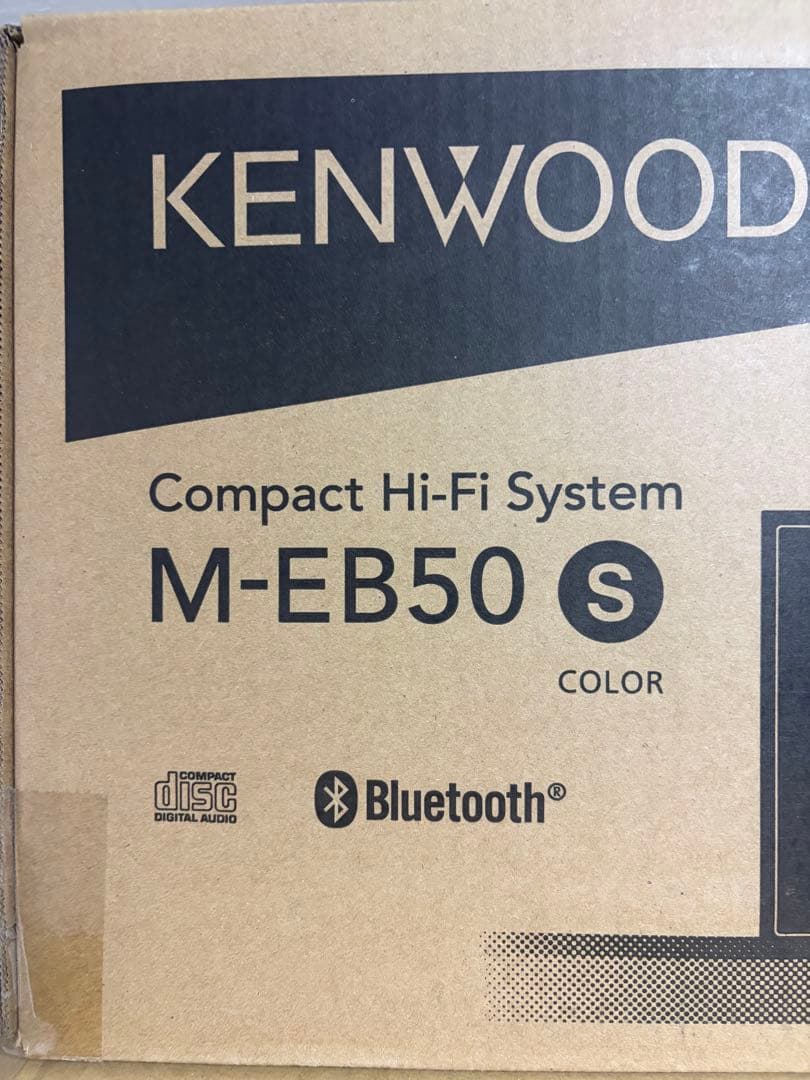 KENWOOD
Compact Hi-Fi System
M-EB50 S
COLOR
COMPACT
disc
DIGITAL AUDIO
Bluetooth®